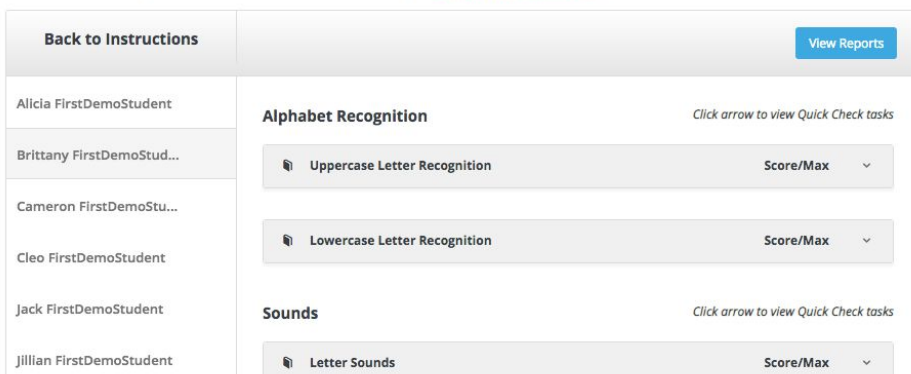 Back to Instructions
View Reports
Alicia FirstDemoStudent
Brittany FirstDemoStud...
Cameron FirstDemoStu...
Cleo FirstDemoStudent
Jack FirstDemoStudent
Jillian FirstDemoStudent
Alphabet Recognition Click arrow to view Quick Check tasks
Uppercase Letter Recognition Score/Max
Lowercase Letter Recognition Score/Max
Sounds Click arrow to view Quick Check tasks
Letter Sounds Score/Max